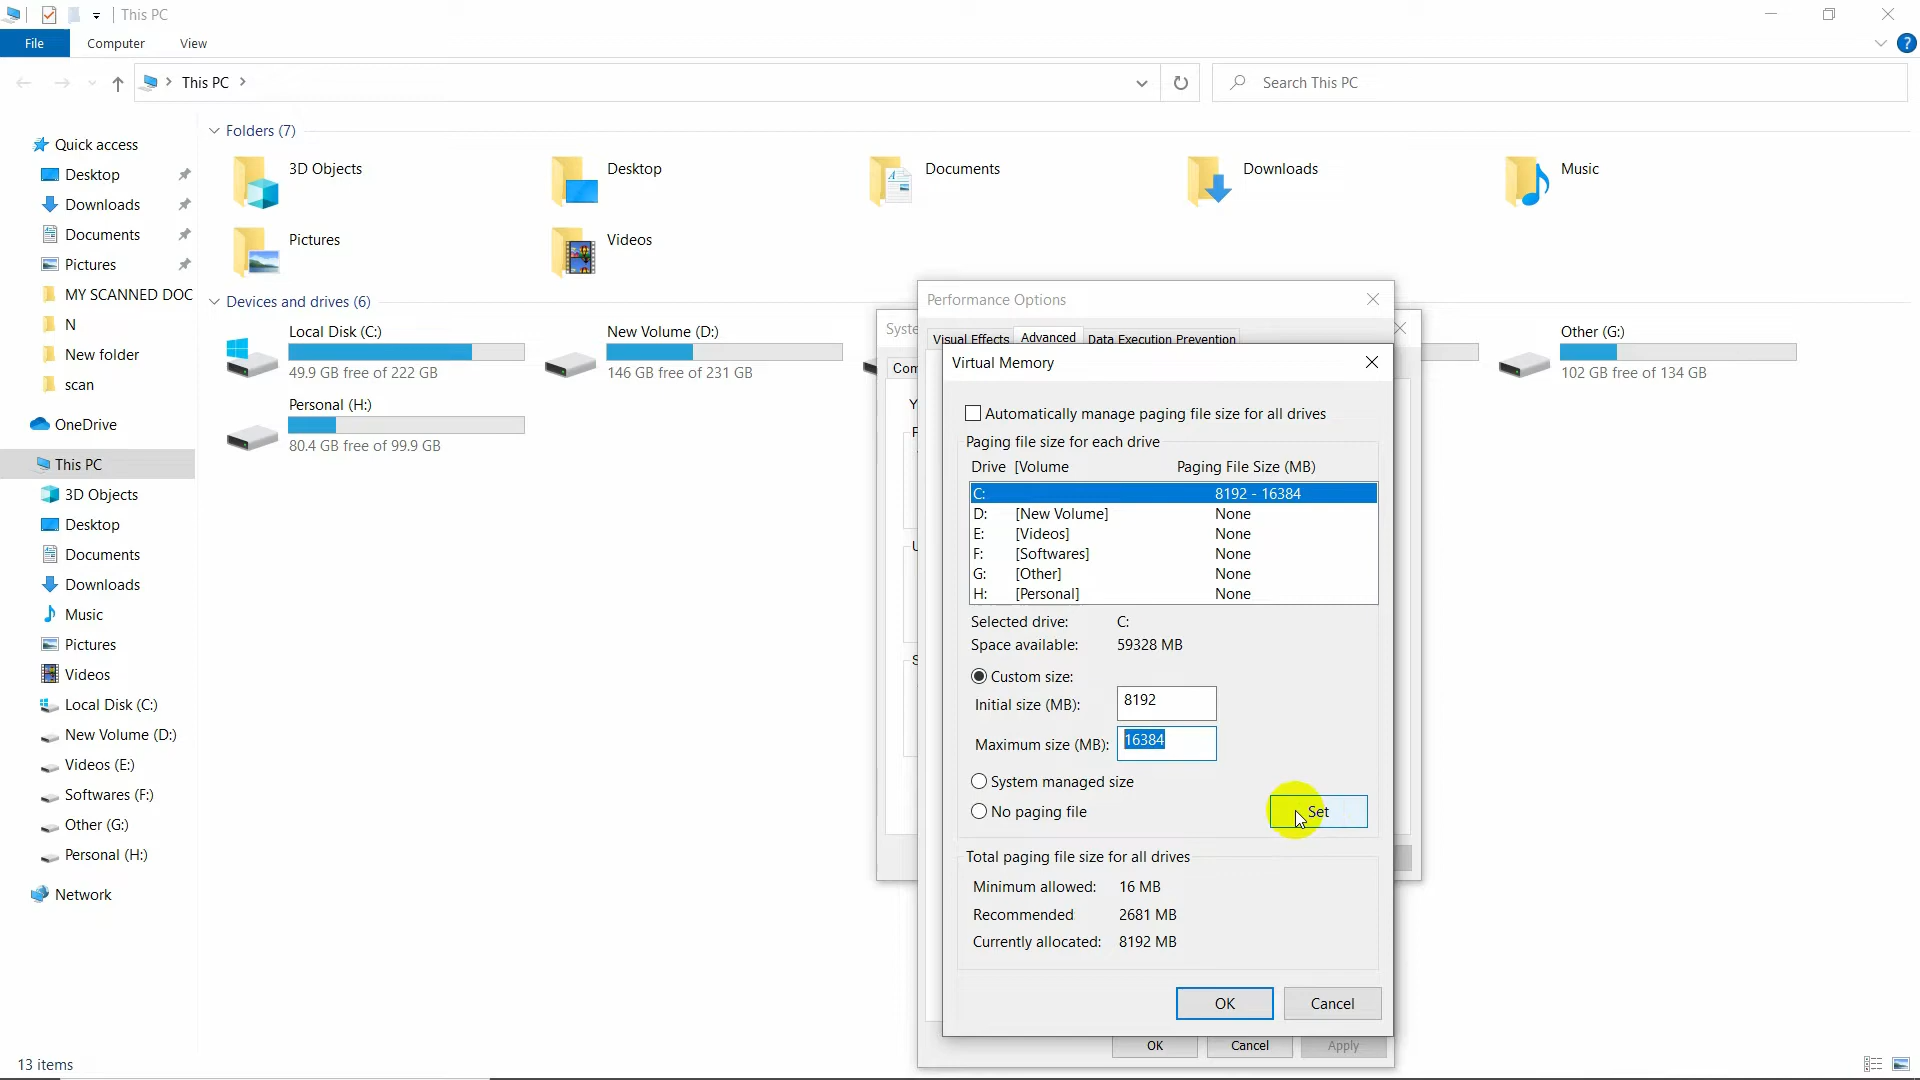 This PC
File Computer View
This PC
Search This PC
Quick access
Desktop
Downloads
Documents
Pictures
MY SCANNED DOC
N
New folder
scan
OneDrive
This PC
3D Objects
Desktop
Documents
Downloads
Music
Pictures
Videos
Local Disk (C:)
New Volume (D:)
Videos (E:)
Softwares (F:)
Other (G:)
Personal (H:)
Network
13 items
Folders (7)
3D Objects
Desktop
Documents
Downloads
Music
Pictures
Videos
Devices and drives (6)
Local Disk (C:)
49.9 GB free of 222 GB
New Volume (D:)
146 GB free of 231 GB
Other (G:)
102 GB free of 134 GB
Personal (H:)
80.4 GB free of 99.9 GB
Syste
Com
Performance Options
Visual Effects Advanced Data Execution Prevention
Virtual Memory
Automatically manage paging file size for all drives
Paging file size for each drive
Drive [Volume Paging File Size (MB)
C: 8192 - 16384
D: [New Volume] None
E: [Videos] None
F: [Softwares] None
G: [Other] None
H: [Personal] None
Selected drive: C:
Space available: 59328 MB
Custom size:
Initial size (MB): 8192
Maximum size (MB): 16384
System managed size
No paging file
Set
Total paging file size for all drives
Minimum allowed: 16 MB
Recommended 2681 MB
Currently allocated: 8192 MB
OK Cancel
OK Cancel Apply